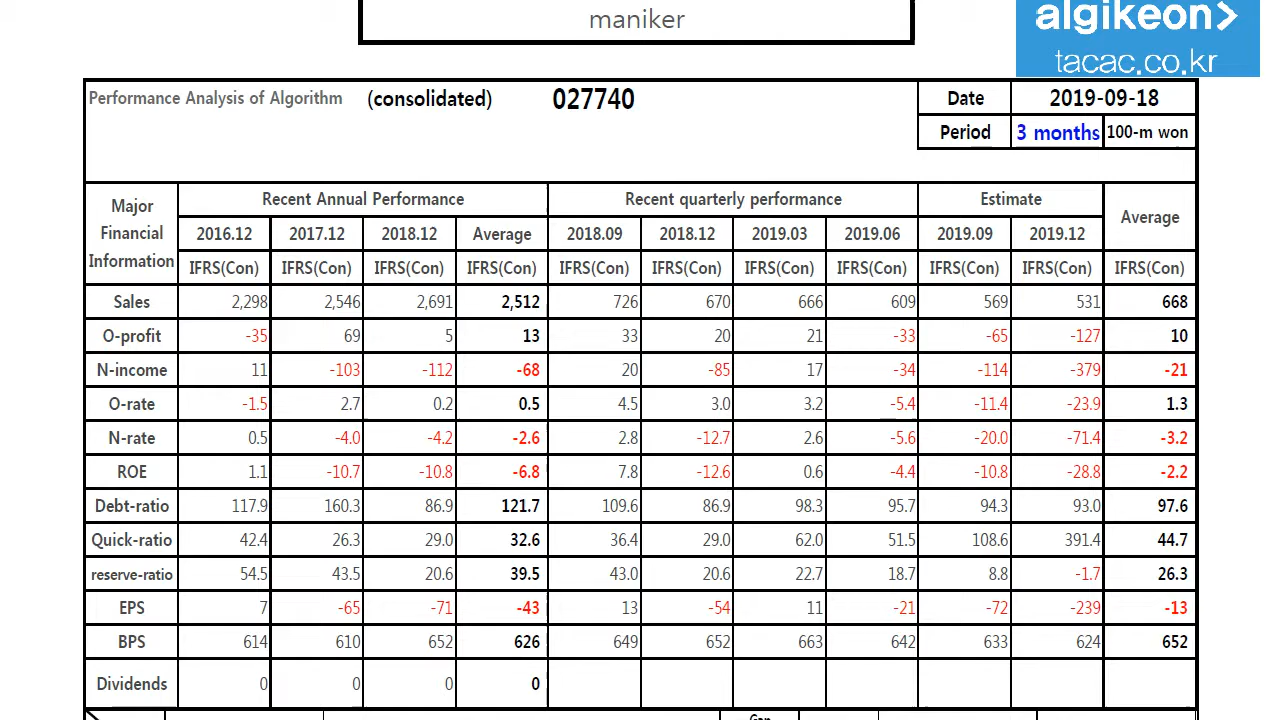 maniker
algikeon>
tacac.co.kr
Performance Analysis of Algorithm (consolidated) 027740 Date 2019-09-18
Period 3 months 100-m won
Major Financial Information Recent Annual Performance Recent quarterly performance Estimate Average
2016.12 2017.12 2018.12 Average 2018.09 2018.12 2019.03 2019.06 2019.09 2019.12
IFRS(Con) IFRS(Con) IFRS(Con) IFRS(Con) IFRS(Con) IFRS(Con) IFRS(Con) IFRS(Con) IFRS(Con) IFRS(Con) IFRS(Con)
Sales 2,298 2,546 2,691 2,512 726 670 666 609 569 531 668
O-profit -35 69 5 13 33 20 21 -33 -65 -127 10
N-income 11 -103 -112 -68 20 -85 17 -34 -114 -379 -21
O-rate -1.5 2.7 0.2 0.5 4.5 3.0 3.2 -5.4 -11.4 -23.9 1.3
N-rate 0.5 -4.0 -4.2 -2.6 2.8 -12.7 2.6 -5.6 -20.0 -71.4 -3.2
ROE 1.1 -10.7 -10.8 -6.8 7.8 -12.6 0.6 -4.4 -10.8 -28.8 -2.2
Debt-ratio 117.9 160.3 86.9 121.7 109.6 86.9 98.3 95.7 94.3 93.0 97.6
Quick-ratio 42.4 26.3 29.0 32.6 36.4 29.0 62.0 51.5 108.6 391.4 44.7
reserve-ratio 54.5 43.5 20.6 39.5 43.0 20.6 22.7 18.7 8.8 -1.7 26.3
EPS 7 -65 -71 -43 13 -54 11 -21 -72 -239 -13
BPS 614 610 652 626 649 652 663 642 633 624 652
Dividends 0 0 0 0